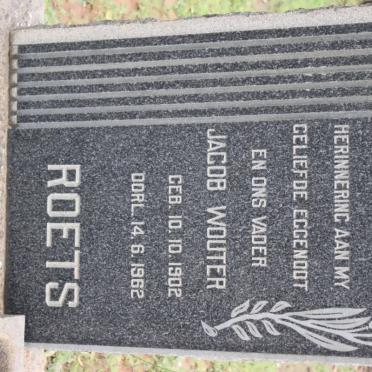 HERINNERING AAN MY
GELIEFDE EGGENOOT
EN ONS VADER
JACOB WOUTER
GEB. 10. 10. 1902
OORL. 14. 6. 1962
ROETS